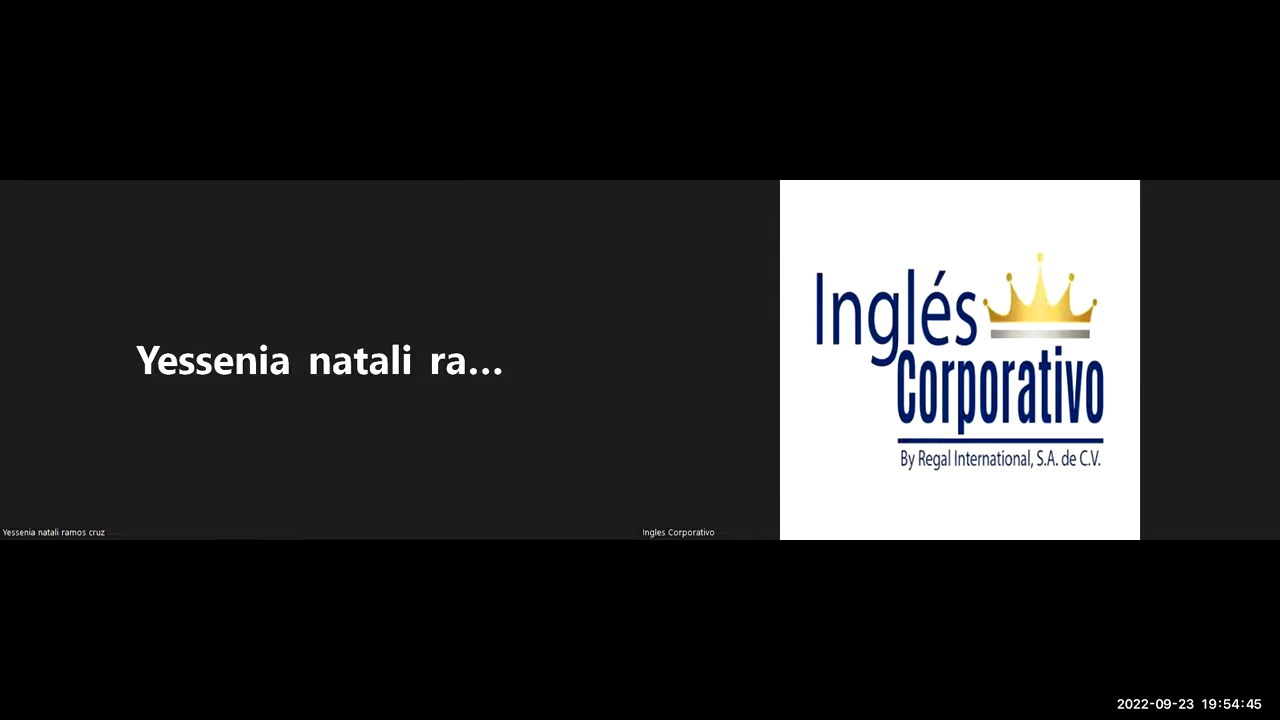 Yessenia natali ra...
Inglés
Corporativo
By Regal International, S.A. de C.V.
Yessenia natali ramos cruz
Ingles Corporativo
2022-09-23 19:54:45